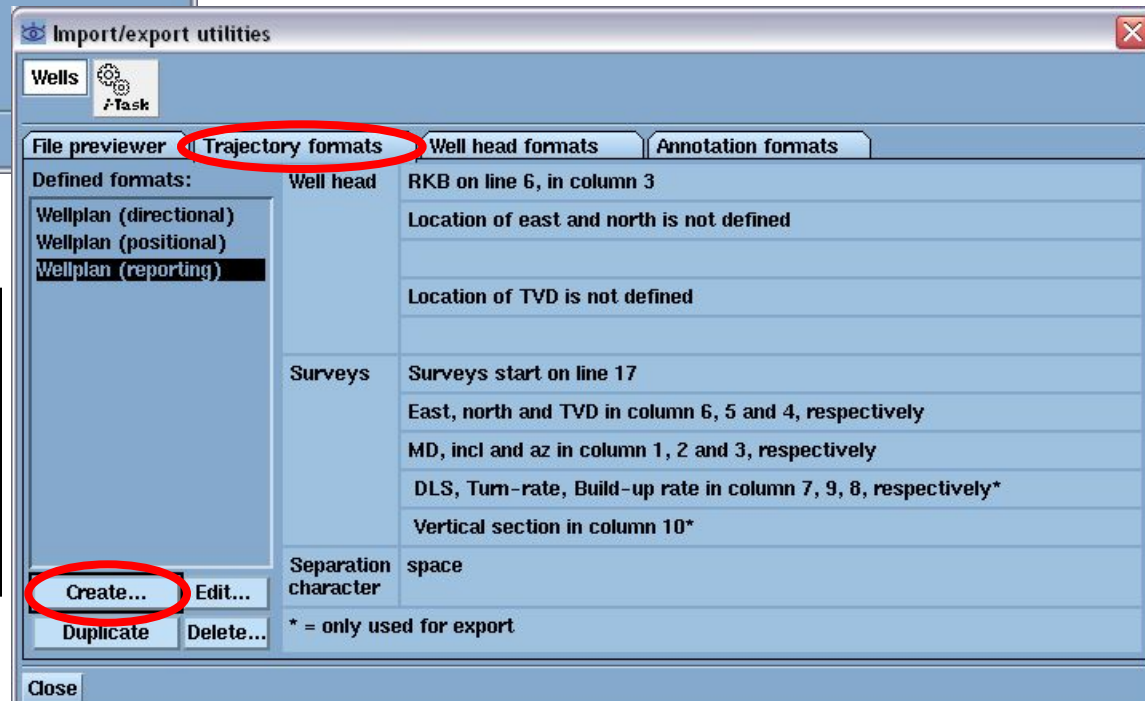 Import/export utilities
Wells
i-Task
File previewer
Trajectory formats
Well head formats
Annotation formats
Defined formats:
Wellplan (directional)
Wellplan (positional)
Wellplan (reporting)
Create...
Edit...
Duplicate
Delete...
Well head
RKB on line 6, in column 3
Location of east and north is not defined
Location of TVD is not defined
Surveys
Surveys start on line 17
East, north and TVD in column 6, 5 and 4, respectively
MD, incl and az in column 1, 2 and 3, respectively
DLS, Turn-rate, Build-up rate in column 7, 9, 8, respectively*
Vertical section in column 10*
Separation
character
space
* = only used for export
Close